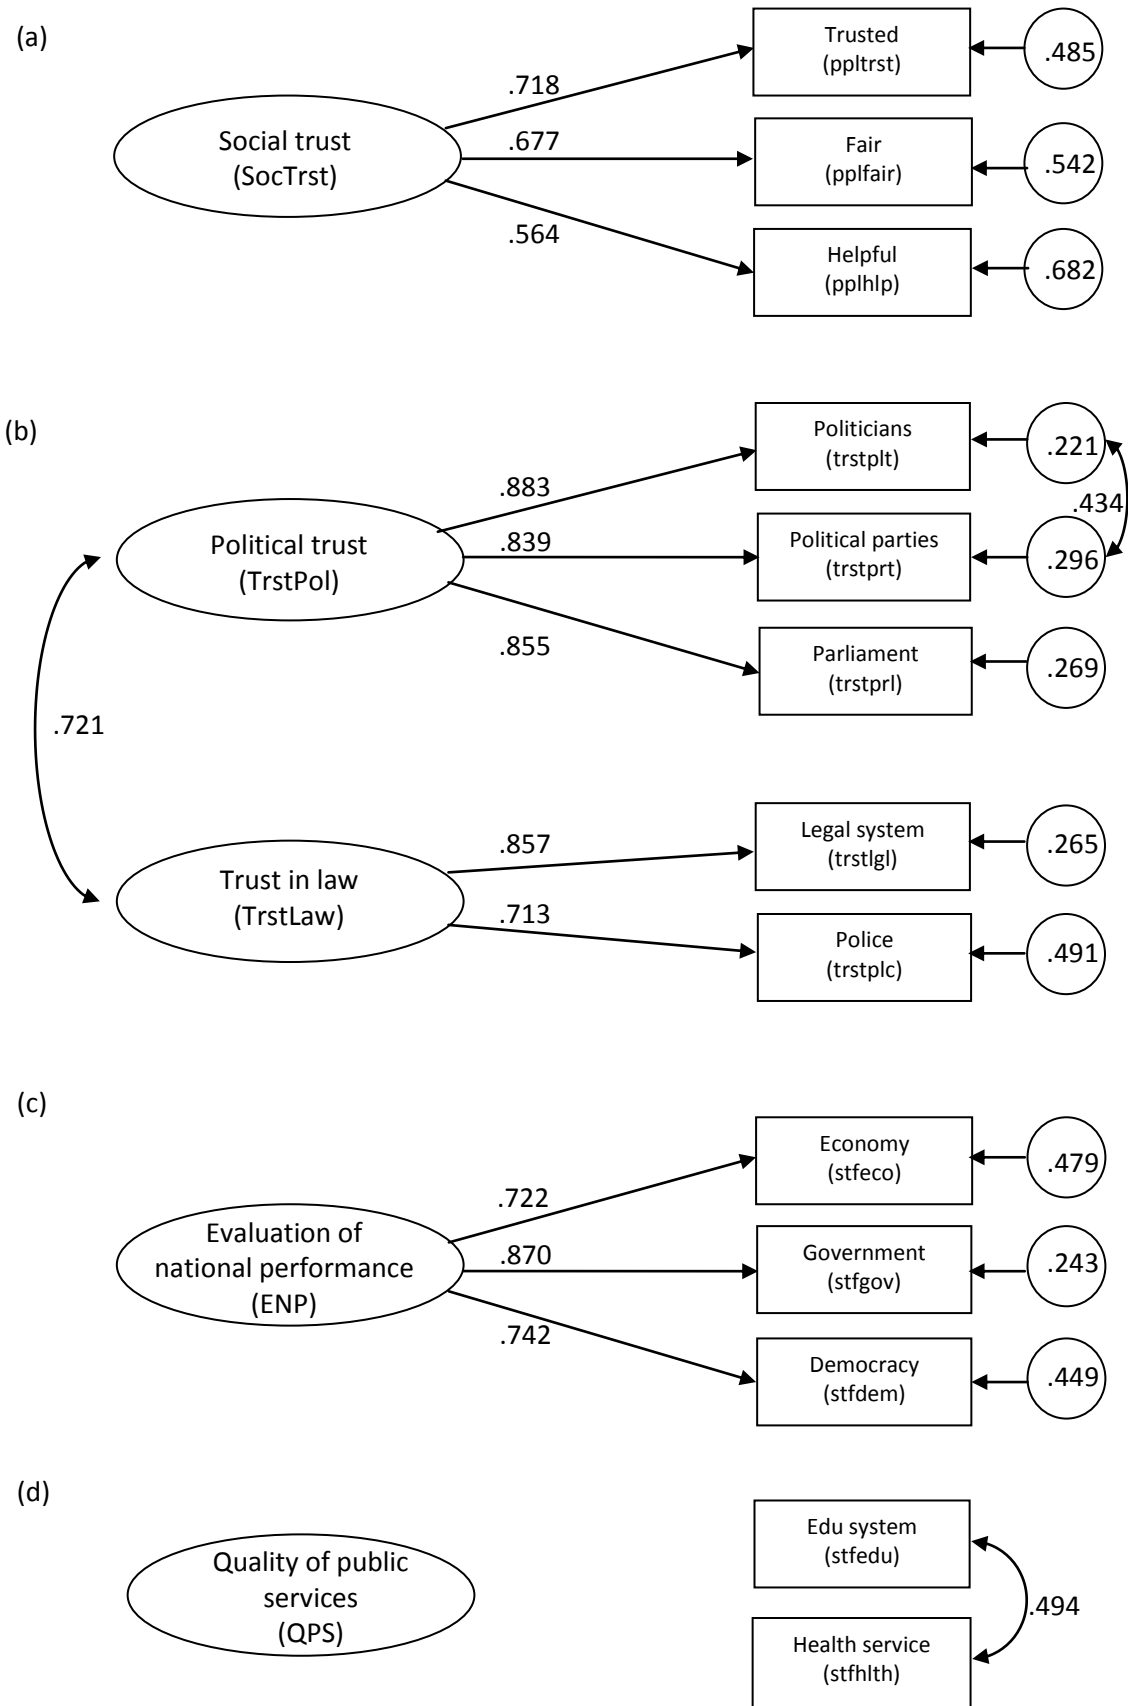 (a)
Social trust
(SocTrst)
.718
.677
.564
Trusted
(ppltrst)
.485
Fair
(pplfair)
.542
Helpful
(pplhlp)
.682
(b)
Political trust
(TrstPol)
.883
.839
.855
Politicians
(trstplt)
.221
Political parties
(trstprt)
.296
.434
Parliament
(trstprl)
.269
.721
Trust in law
(TrstLaw)
.857
.713
Legal system
(trstlgl)
.265
Police
(trstplc)
.491
(c)
Evaluation of
national performance
(ENP)
.722
.870
.742
Economy
(stfeco)
.479
Government
(stfgov)
.243
Democracy
(stfdem)
.449
(d)
Quality of public
services
(QPS)
Edu system
(stfedu)
.494
Health service
(stfhlth)